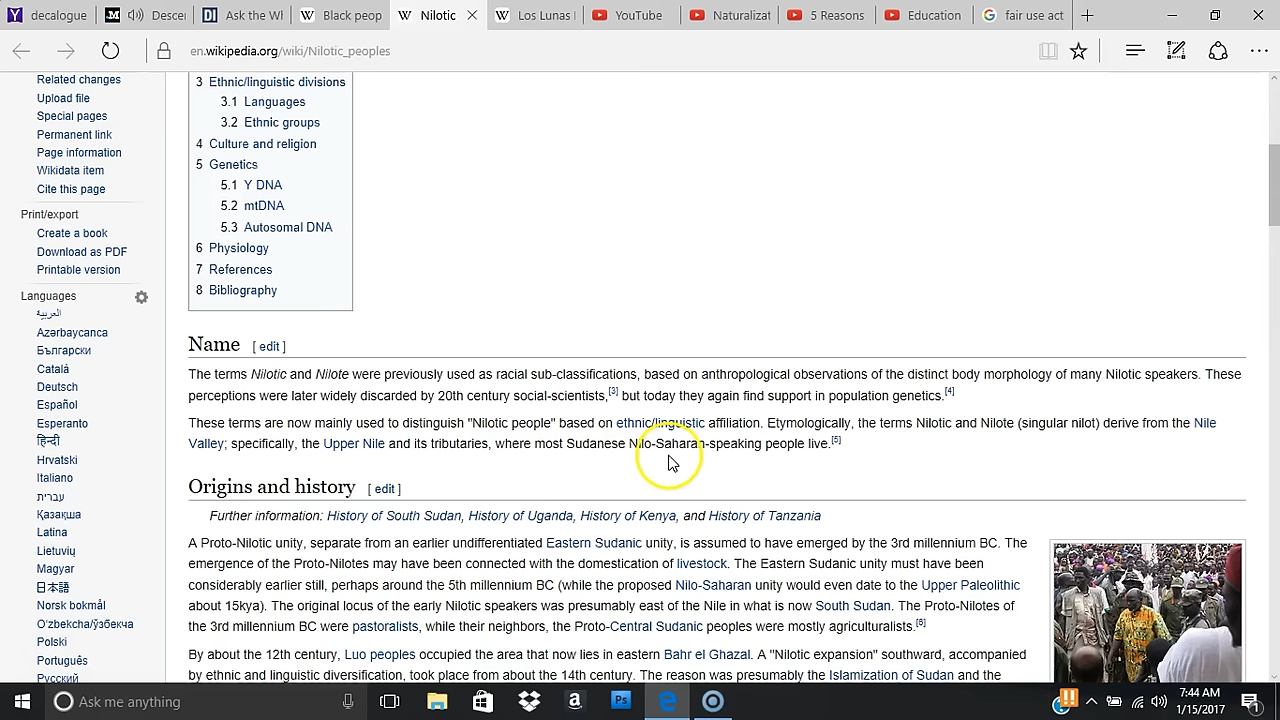 decalogue
Descen
Ask the Wh
Black peop
Nilotic
Los Lunas
YouTube
Naturalizat
5 Reasons
Education
fair use act
en.wikipedia.org/wiki/Nilotic_peoples
Related changes
Upload file
Special pages
Permanent link
Page information
Wikidata item
Cite this page
Print/export
Create a book
Download as PDF
Printable version
Languages
العربية
Azərbaycanca
Български
Català
Deutsch
Español
Esperanto
हिन्दी
Hrvatski
Italiano
עברית
Қазақша
Latina
Lietuvių
Magyar
日本語
Norsk bokmål
Oʻzbekcha/ўзбекча
Polski
Português
Русский
3 Ethnic/linguistic divisions
3.1 Languages
3.2 Ethnic groups
4 Culture and religion
5 Genetics
5.1 Y DNA
5.2 mtDNA
5.3 Autosomal DNA
6 Physiology
7 References
8 Bibliography
Name [ edit ]
The terms Nilotic and Nilote were previously used as racial sub-classifications, based on anthropological observations of the distinct body morphology of many Nilotic speakers. These
perceptions were later widely discarded by 20th century social-scientists,[3] but today they again find support in population genetics.[4]
These terms are now mainly used to distinguish "Nilotic people" based on ethnic/linguistic affiliation. Etymologically, the terms Nilotic and Nilote (singular nilot) derive from the Nile
Valley; specifically, the Upper Nile and its tributaries, where most Sudanese Nilo-Saharan-speaking people live.[5]
Origins and history [ edit ]
Further information: History of South Sudan, History of Uganda, History of Kenya, and History of Tanzania
A Proto-Nilotic unity, separate from an earlier undifferentiated Eastern Sudanic unity, is assumed to have emerged by the 3rd millennium BC. The
emergence of the Proto-Nilotes may have been connected with the domestication of livestock. The Eastern Sudanic unity must have been
considerably earlier still, perhaps around the 5th millennium BC (while the proposed Nilo-Saharan unity would even date to the Upper Paleolithic
about 15kya). The original locus of the early Nilotic speakers was presumably east of the Nile in what is now South Sudan. The Proto-Nilotes of
the 3rd millennium BC were pastoralists, while their neighbors, the Proto-Central Sudanic peoples were mostly agriculturalists.[6]
By about the 12th century, Luo peoples occupied the area that now lies in eastern Bahr el Ghazal. A "Nilotic expansion" southward, accompanied
by ethnic and linguistic diversification, took place from about the 14th century. The reason was presumably the Islamization of Sudan and the
Ask me anything
7:44 AM
1/15/2017